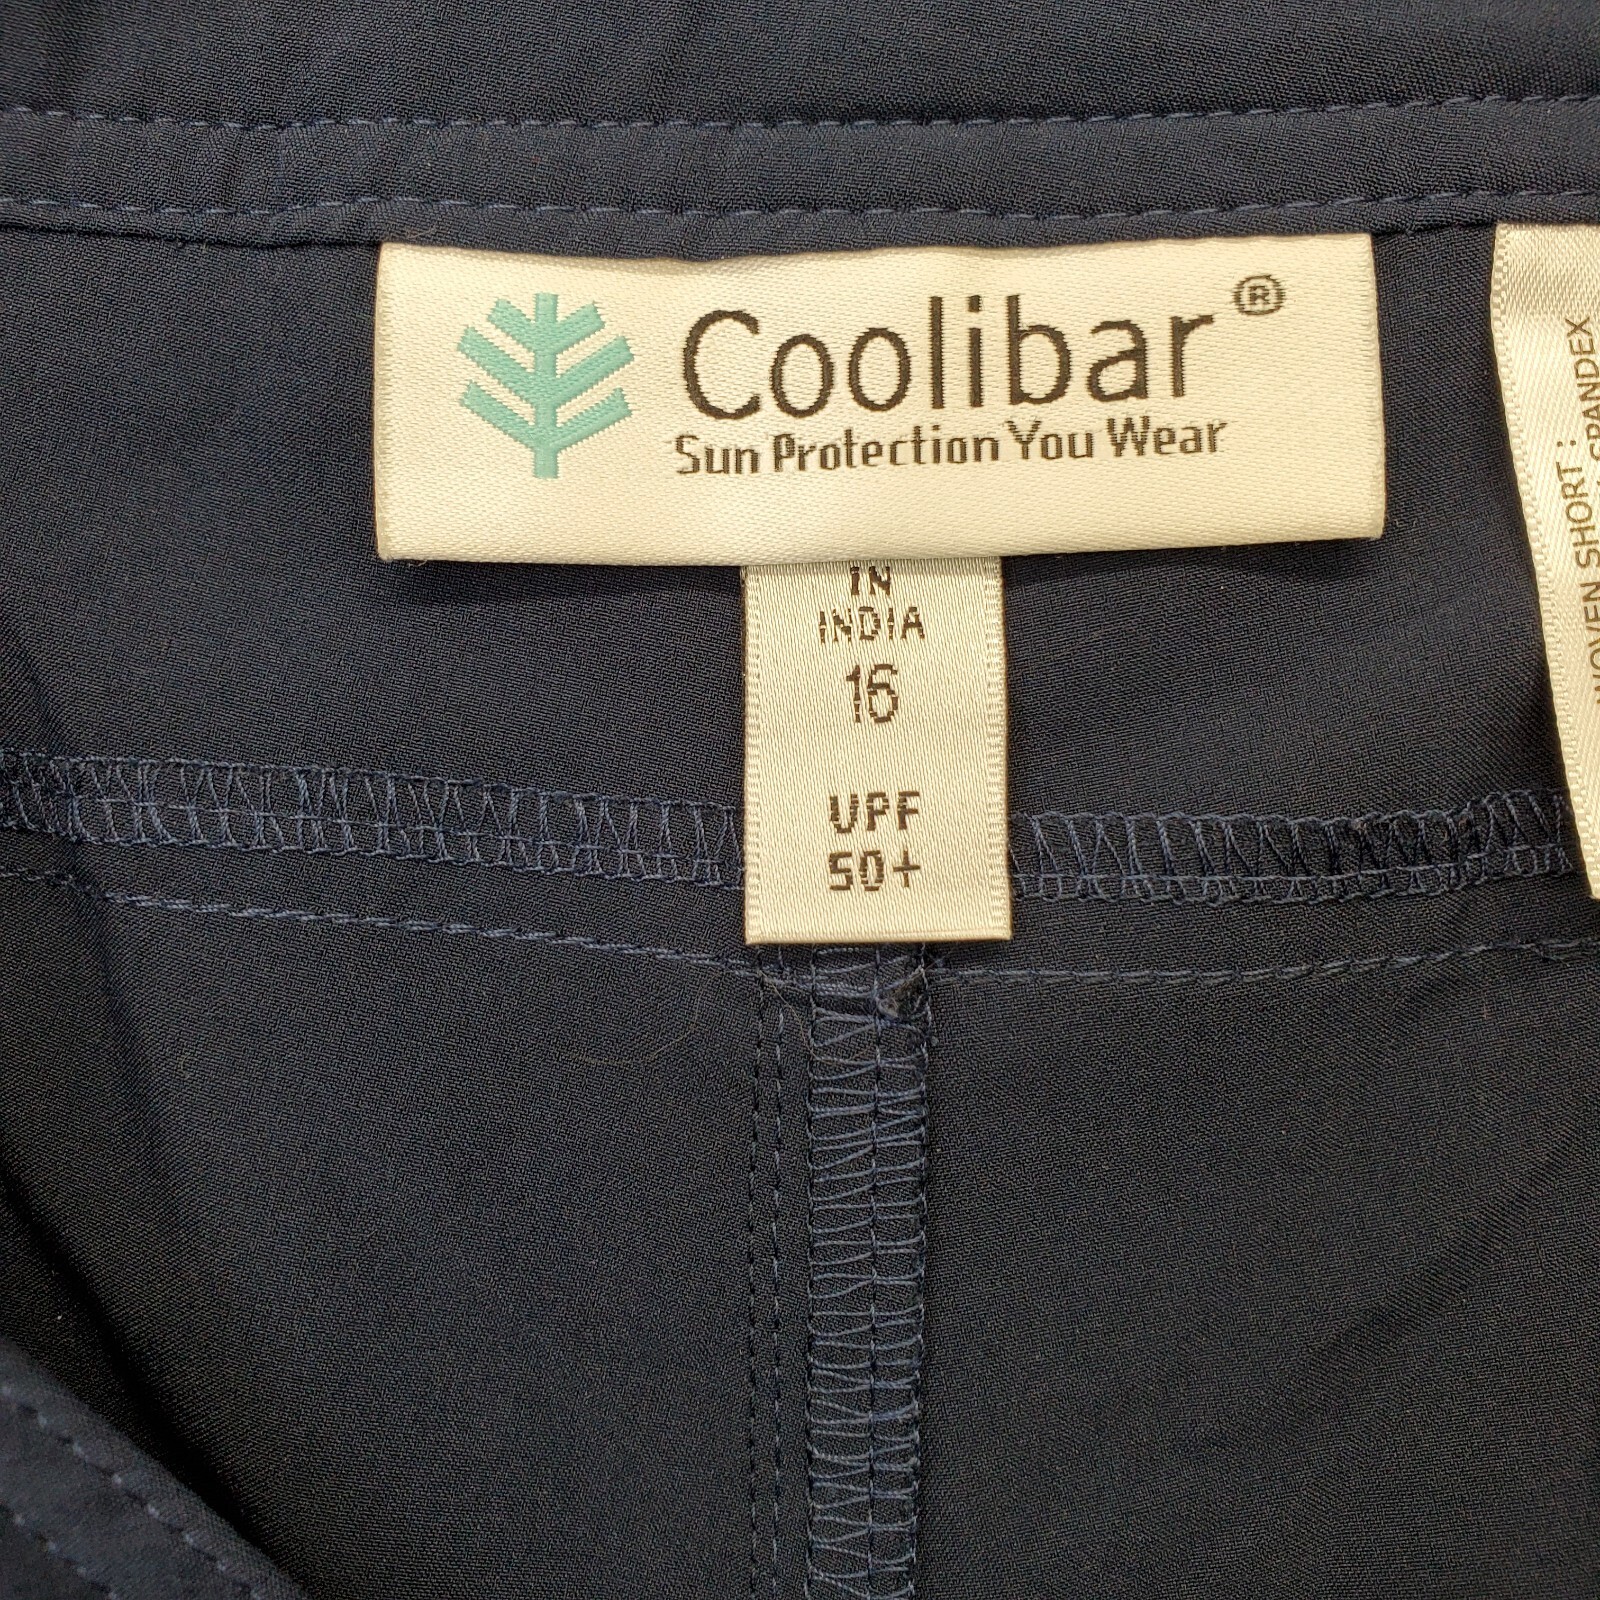 Coolibar®
Sun Protection You Wear
IN
INDIA
16
UPF
50+
WOVEN SHORT :
SPANDEX